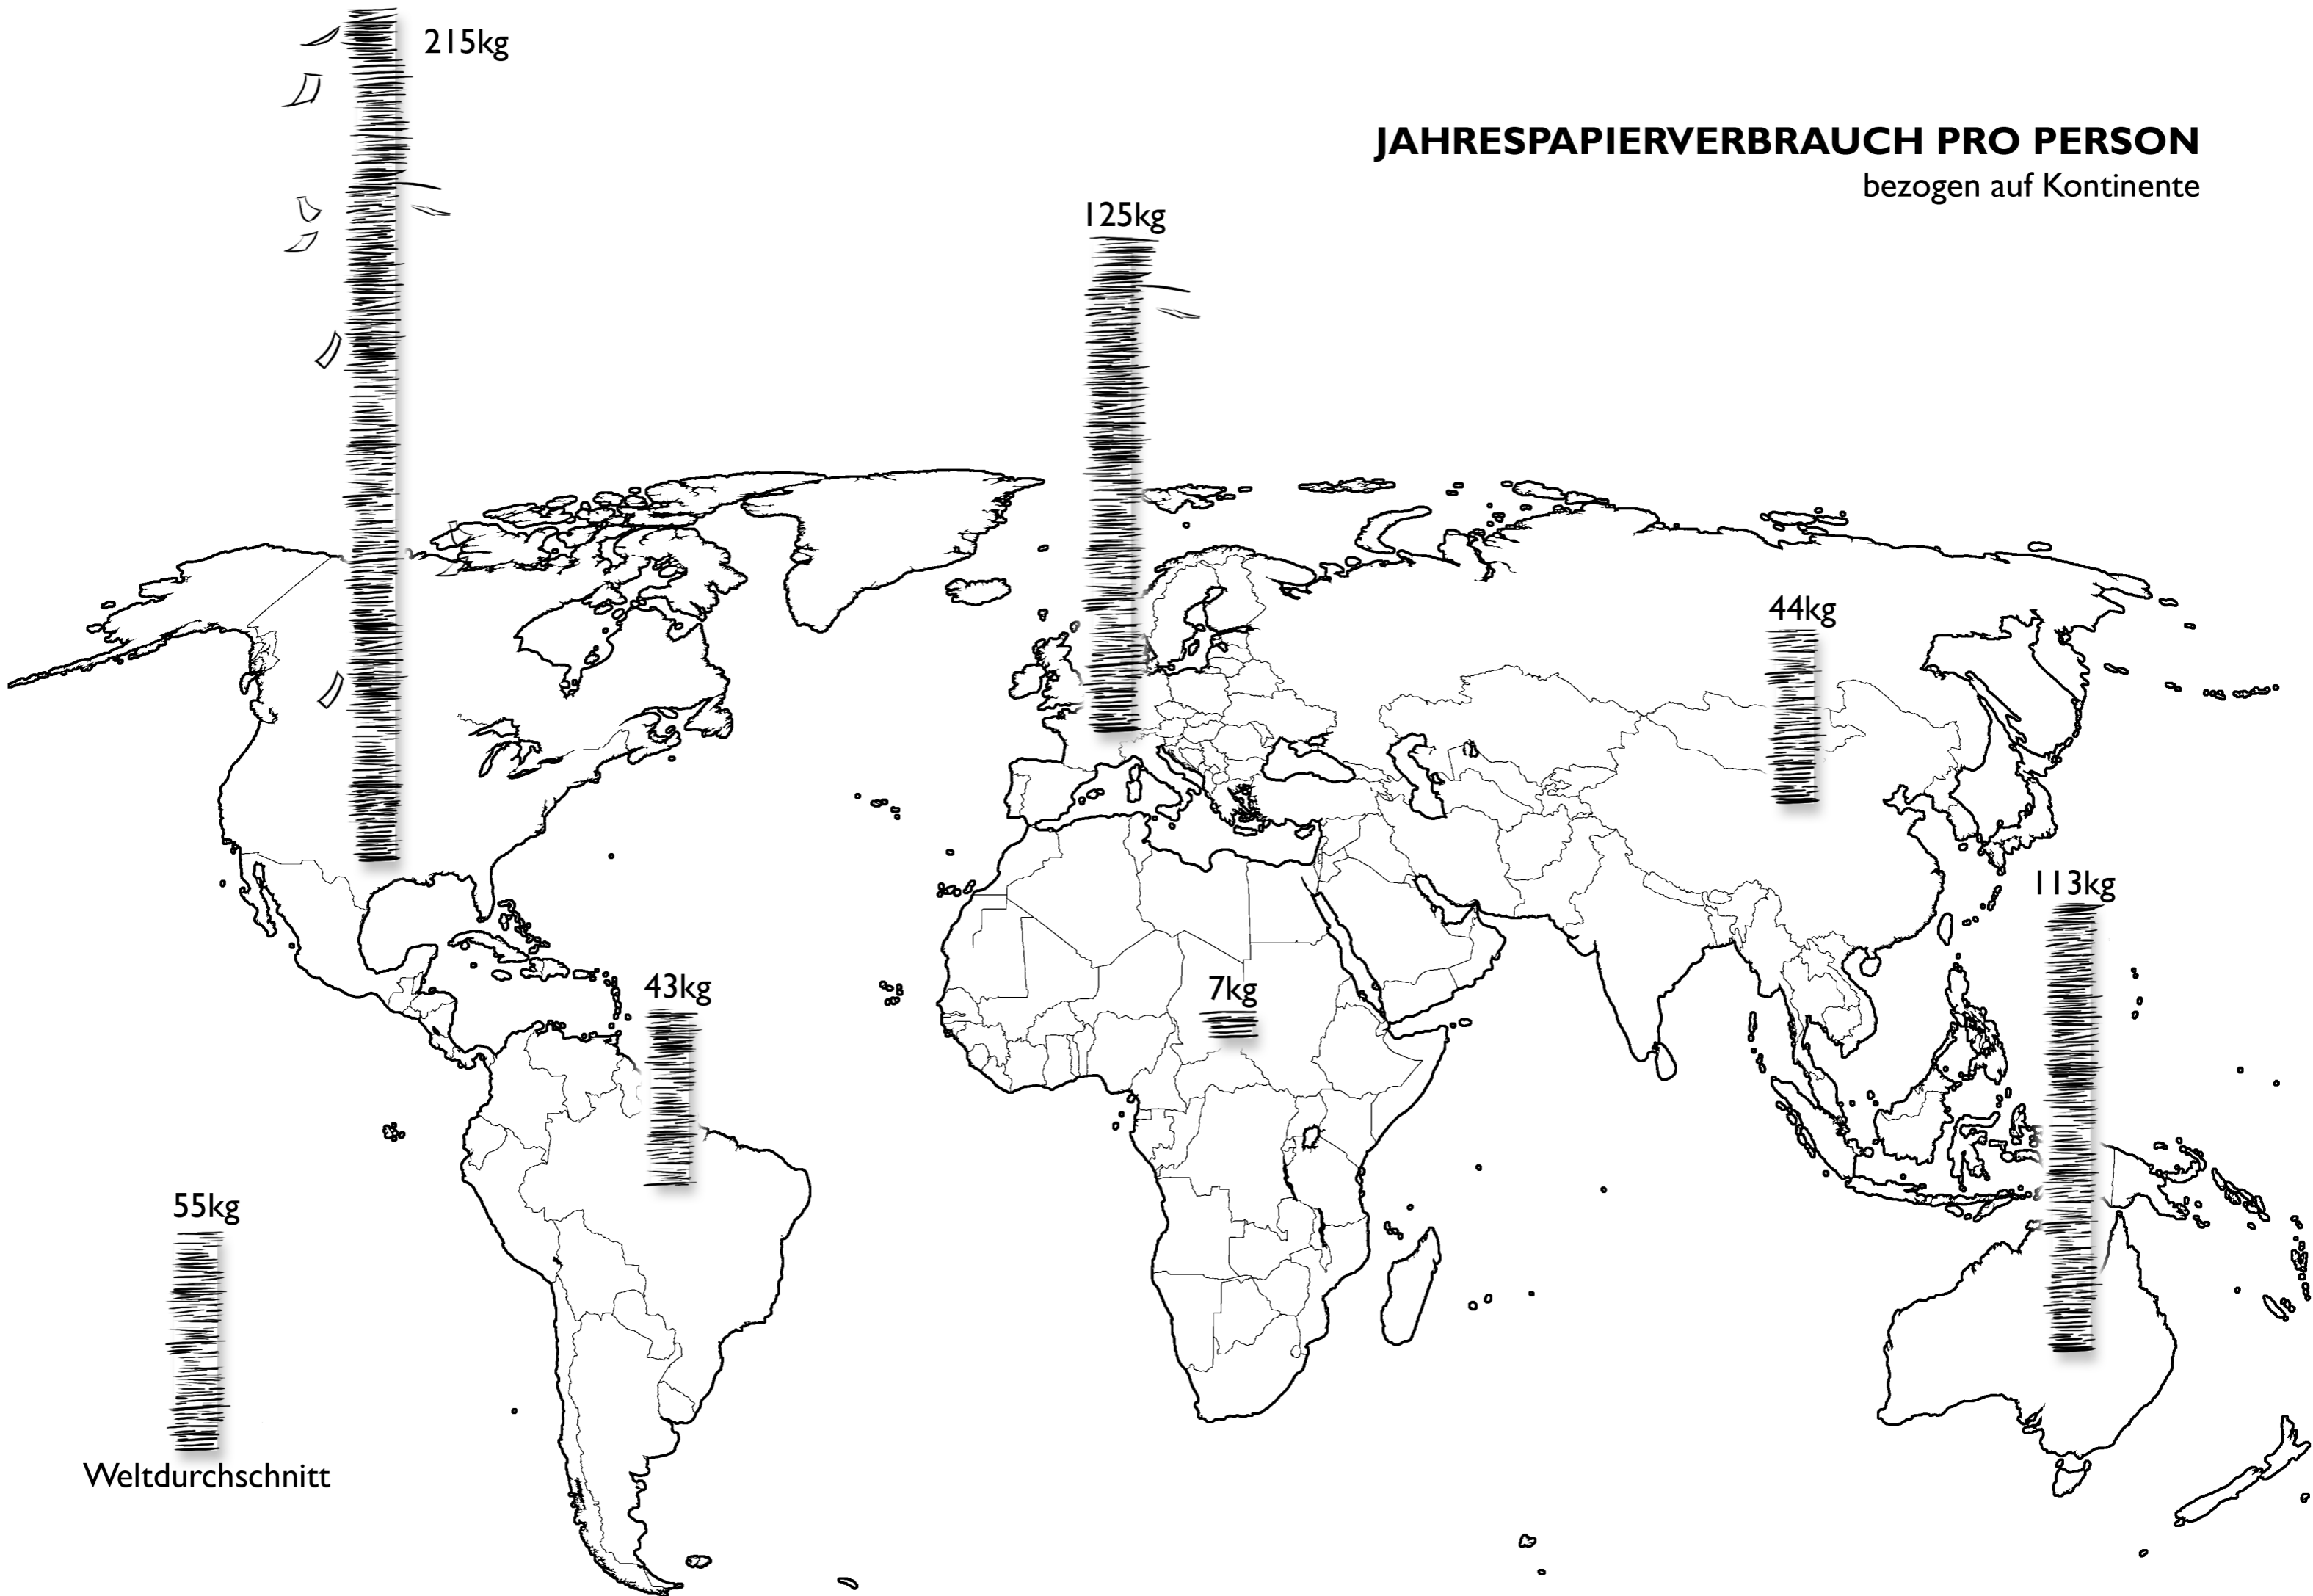 215kg
JAHRESPAPIERVERBRAUCH PRO PERSON
bezogen auf Kontinente
125kg
44kg
113kg
43kg
7kg
55kg
Weltdurchschnitt